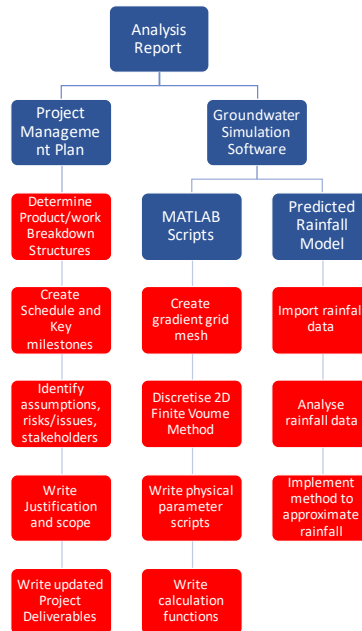 Analysis
Report
Project
Manageme
nt Plan
Groundwater
Simulation
Software
Determine
Product/work
Breakdown
Structures
MATLAB
Scripts
Predicted
Rainfall
Model
Create
Schedule and
Key
milestones
Create
gradient grid
mesh
Import rainfall
data
Identify
assumptions,
risks/issues,
stakeholders
Discretise 2D
Finite Voume
Method
Analyse
rainfall data
Write
Justification
and scope
Write physical
parameter
scripts
Implement
method to
approximate
rainfall
Write updated
Project
Deliverables
Write
calculation
functions